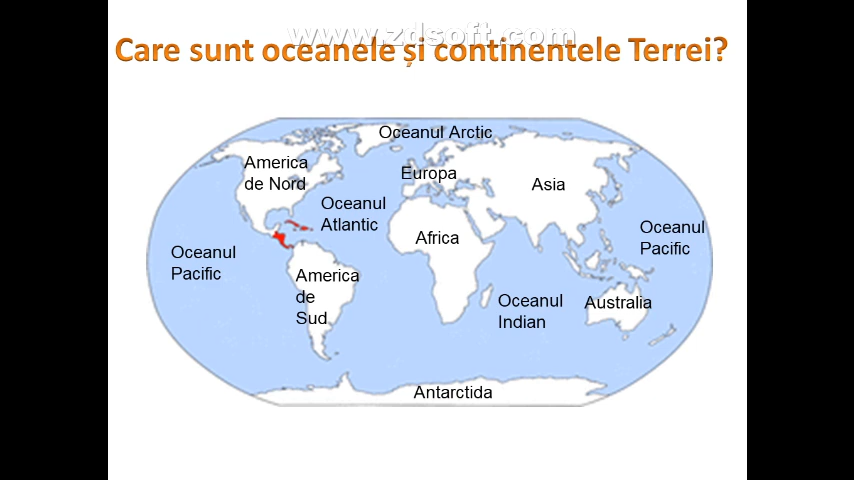 www.zdsoft.com
Care sunt oceanele și continentele Terrei?
Oceanul Arctic
America
de Nord
Europa
Asia
Oceanul
Atlantic
Africa
Oceanul
Pacific
Oceanul
Pacific
America
de
Sud
Oceanul
Indian
Australia
Antarctida